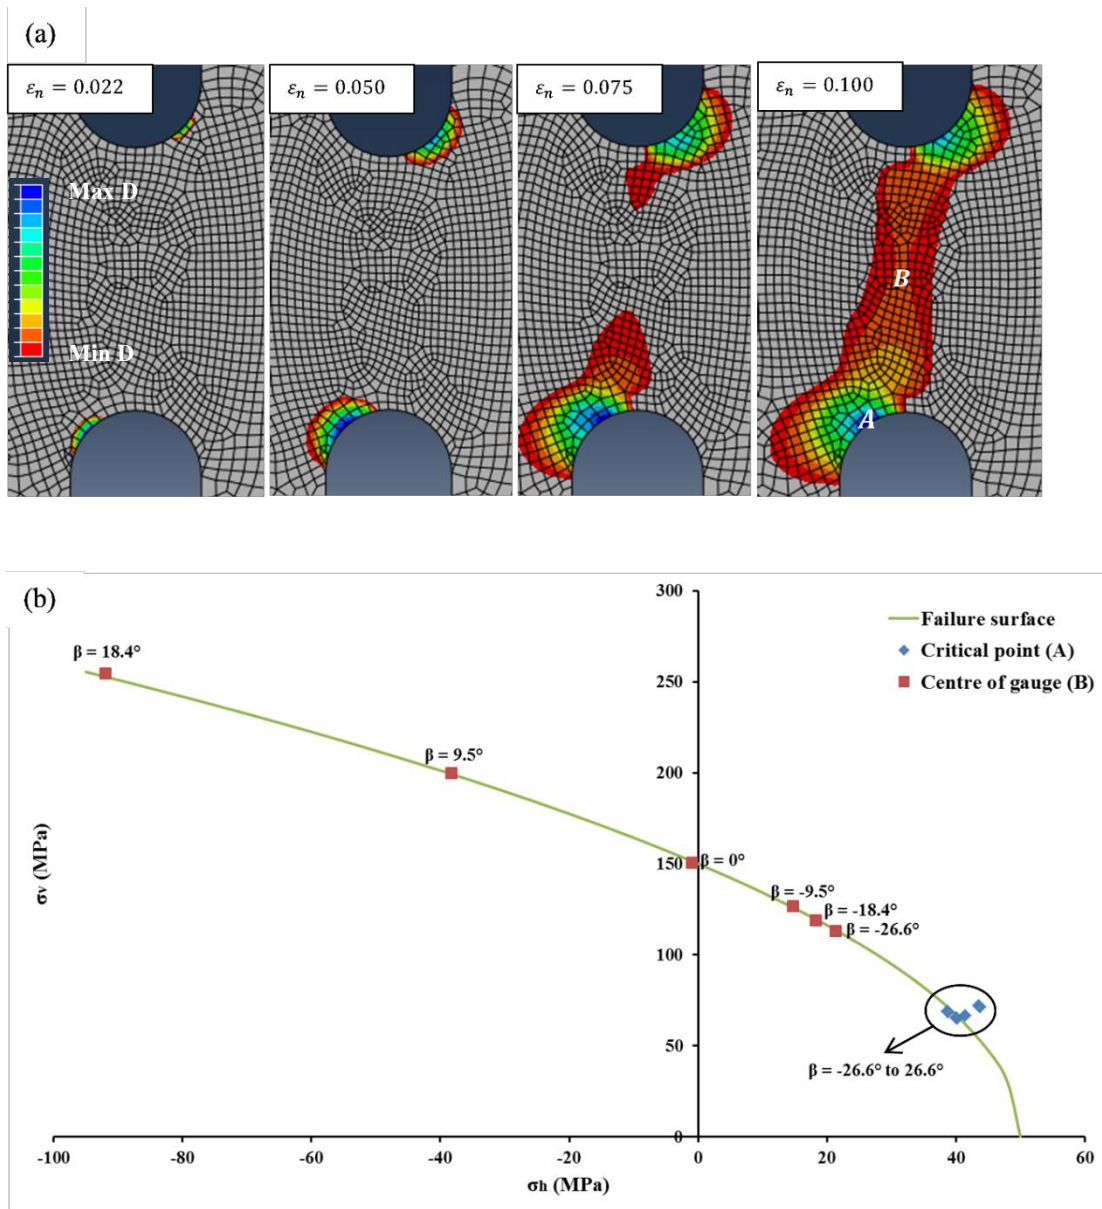 (a)
εₙ = 0.022
εₙ = 0.050
εₙ = 0.075
εₙ = 0.100
Max D
Min D
B
A
(b)
300
250
200
150
100
50
0
Failure surface
Critical point (A)
Centre of gauge (B)
β = 18.4°
β = 9.5°
β = 0°
β = -9.5°
β = -18.4°
β = -26.6°
β = -26.6° to 26.6°
σv (MPa)
-100 -80 -60 -40 -20 0 20 40 60
σh (MPa)